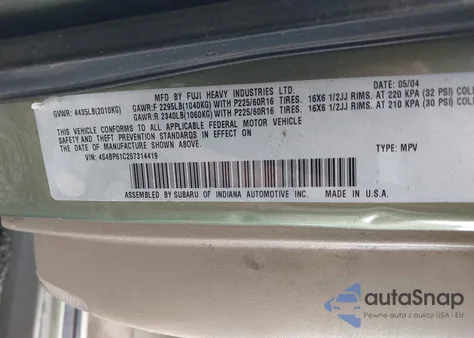 MFD BY FUJI HEAVY INDUSTRIES LTD. DATE: 05/04
GVWR: 4435LB(2010KG) GAWR:F 2295LB(1040KG) WITH P225/60R16 TIRES. 16X6 1/2JJ RIMS. AT 220 KPA (32 PSI) COLD
GAWR:R 2340LB(1060KG) WITH P225/60R16 TIRES. 16X6 1/2JJ RIMS. AT 210 KPA (30 PSI) COLD
THIS VEHICLE CONFORMS TO ALL APPLICABLE FEDERAL MOTOR VEHICLE
SAFETY AND THEFT PREVENTION STANDARDS IN EFFECT ON THE DATE OF
MANUFACTURE SHOWN ABOVE.
VIN: 4S4BP61C257314419 TYPE: MPV
ASSEMBLED BY SUBARU OF INDIANA AUTOMOTIVE INC. MADE IN U.S.A.
autoSnap
Pewne auto z aukcji USA i EU